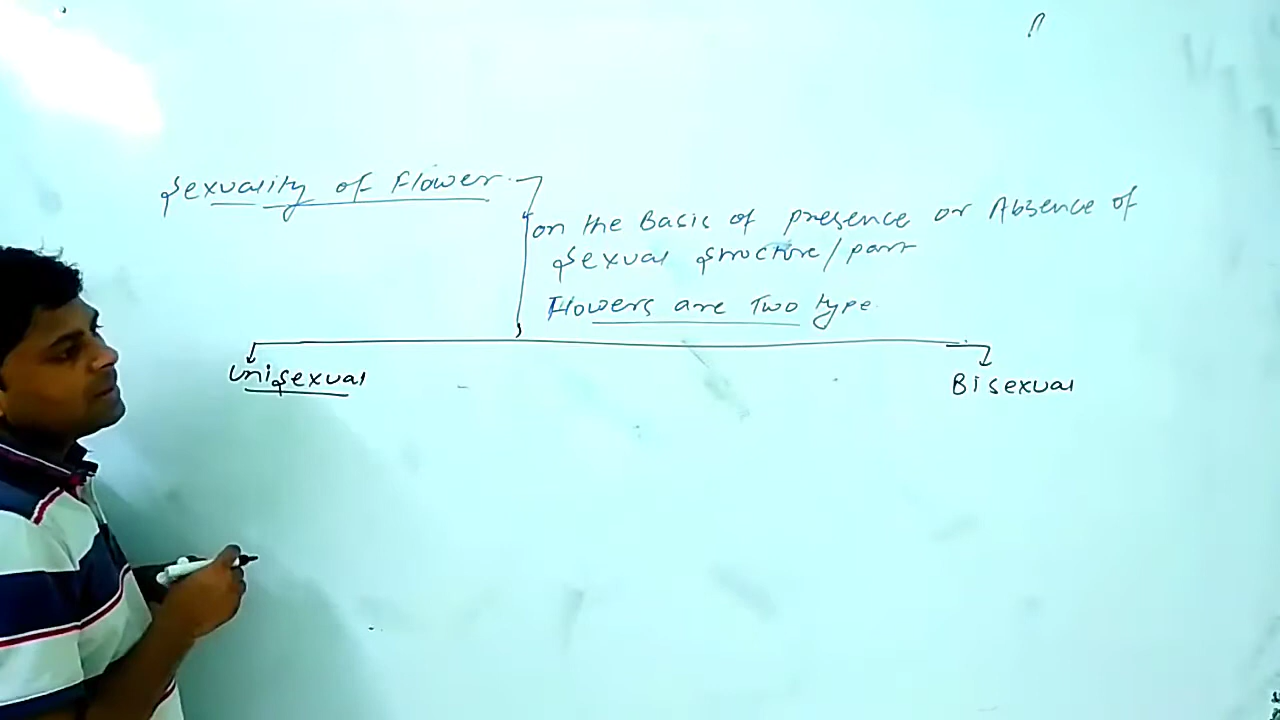 Sexuality of Flower
on the Basic of presence or Absence of
Sexual Structure/part
Flowers are Two type.
Unisexual
Bisexual